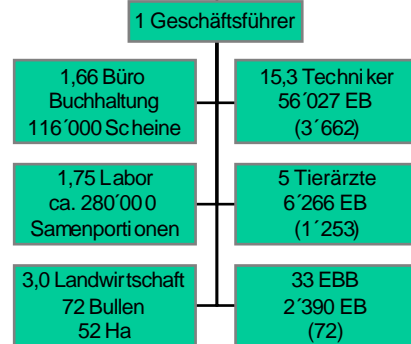 1 Geschäftsführer
1,66 Büro
Buchhaltung
116´000 Scheine
15,3 Techniker
56´027 EB
(3´662)
1,75 Labor
ca. 280´000
Samenportionen
5 Tierärzte
6´266 EB
(1´253)
3,0 Landwirtschaft
72 Bullen
52 Ha
33 EBB
2´390 EB
(72)